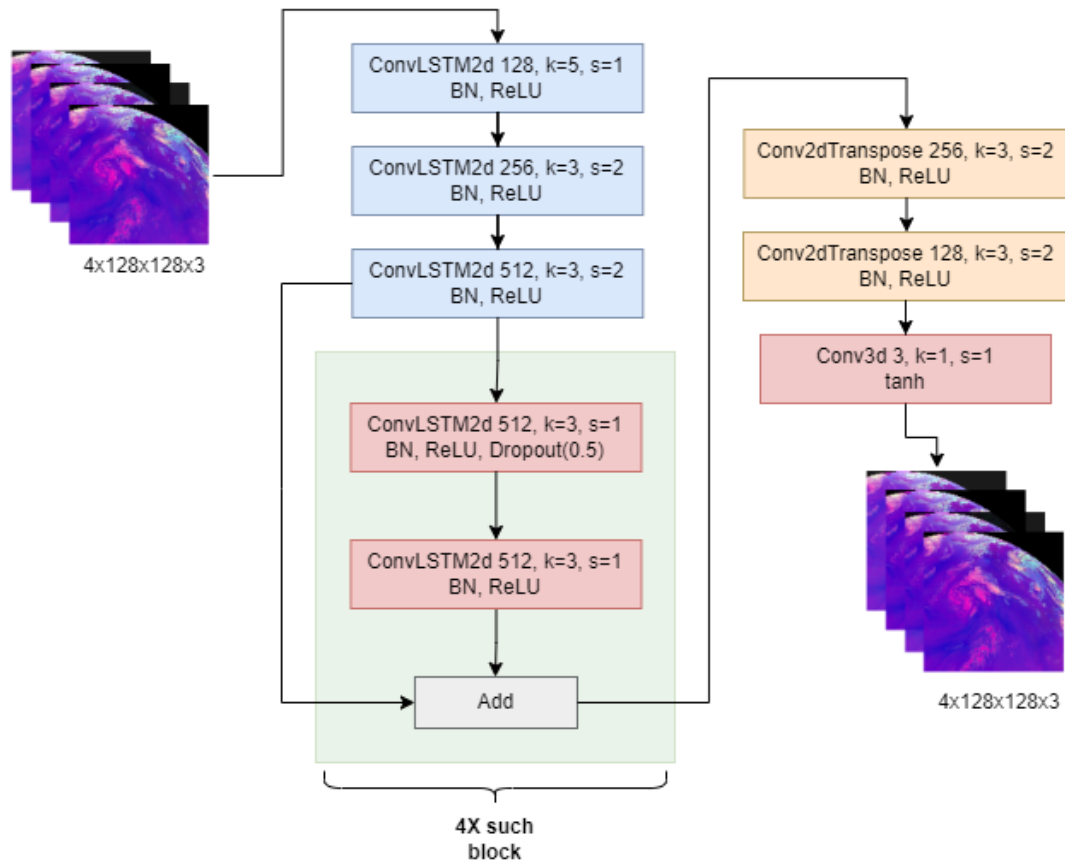 4x128x128x3
ConvLSTM2d 128, k=5, s=1
BN, ReLU
ConvLSTM2d 256, k=3, s=2
BN, ReLU
ConvLSTM2d 512, k=3, s=2
BN, ReLU
ConvLSTM2d 512, k=3, s=1
BN, ReLU, Dropout(0.5)
ConvLSTM2d 512, k=3, s=1
BN, ReLU
Add
4X such
block
Conv2dTranspose 256, k=3, s=2
BN, ReLU
Conv2dTranspose 128, k=3, s=2
BN, ReLU
Conv3d 3, k=1, s=1
tanh
4x128x128x3